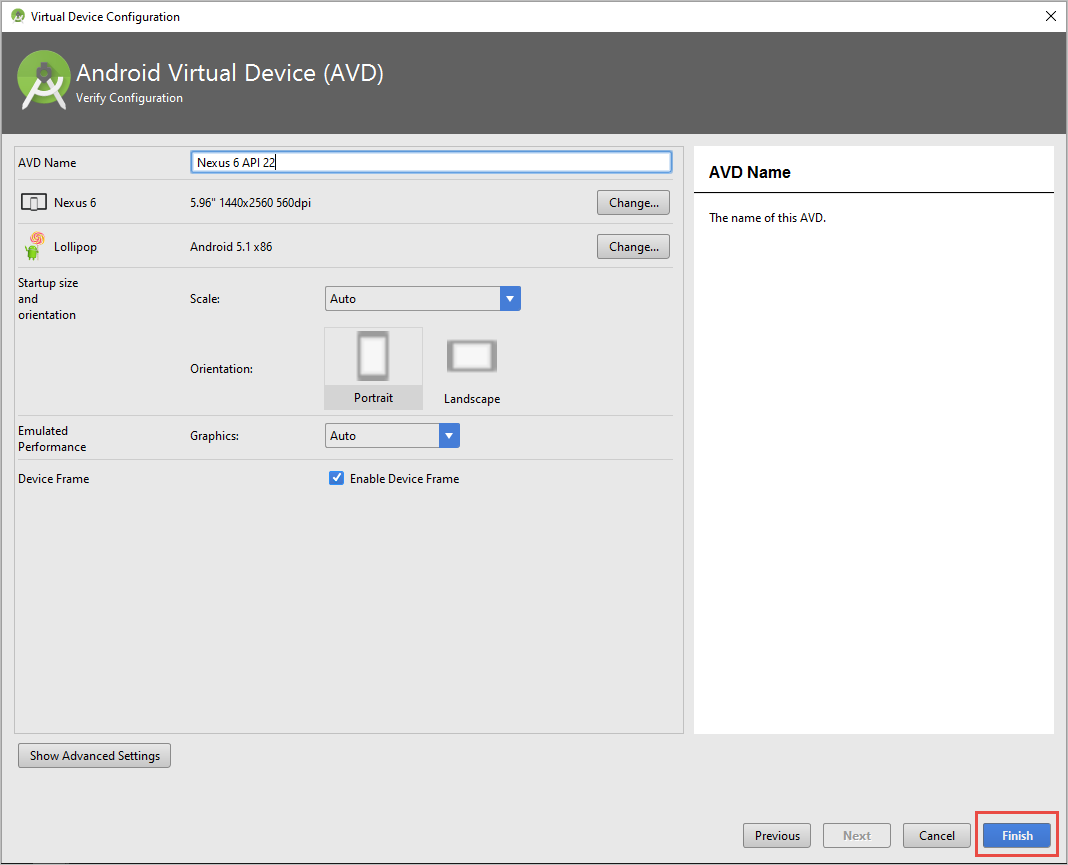 Virtual Device Configuration
Android Virtual Device (AVD)
Verify Configuration
AVD Name
Nexus 6 API 22
Nexus 6
5.96" 1440x2560 560dpi
Change...
Lollipop
Android 5.1 x86
Change...
Startup size
and
orientation
Scale:
Auto
Orientation:
Portrait
Landscape
Emulated
Performance
Graphics:
Auto
Device Frame
Enable Device Frame
AVD Name
The name of this AVD.
Show Advanced Settings
Previous
Next
Cancel
Finish